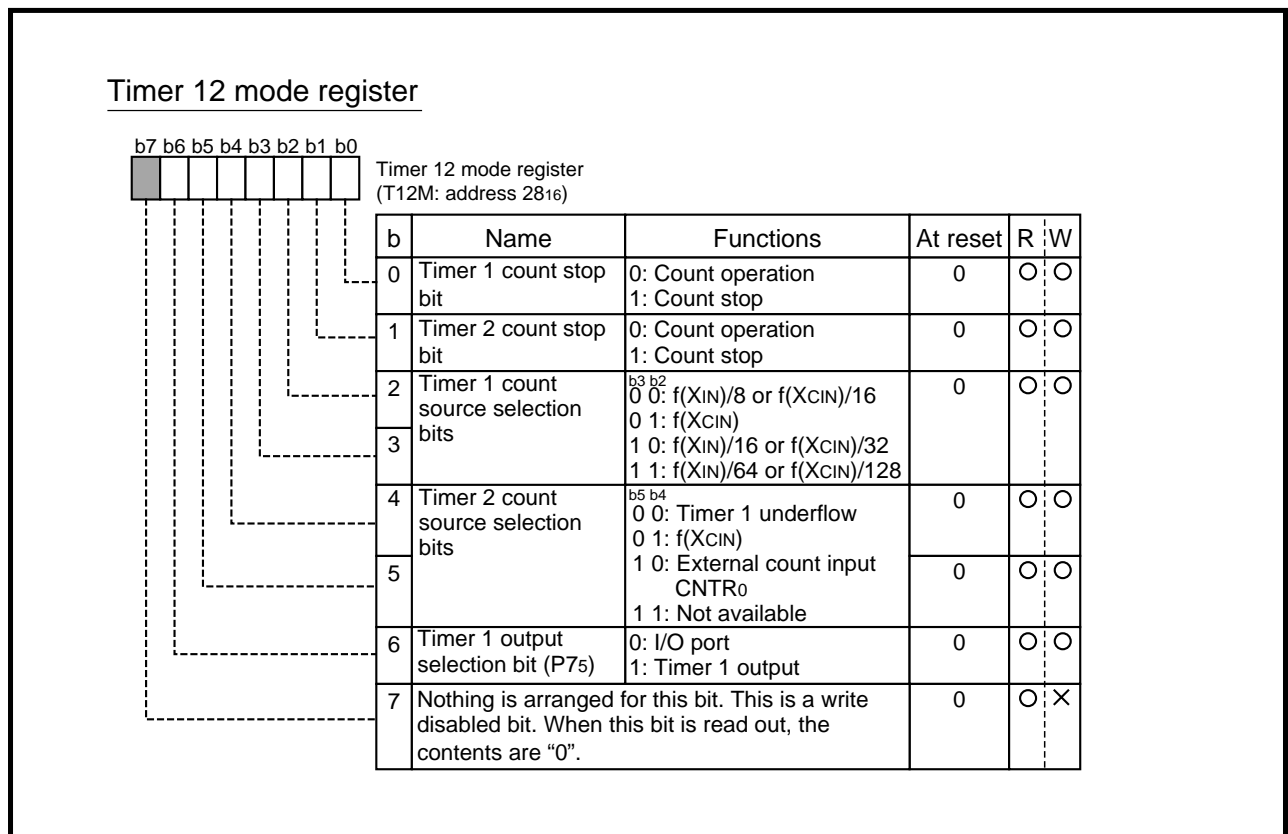 Timer 12 mode register
b7 b6 b5 b4 b3 b2 b1 b0
Timer 12 mode register
(T12M: address 2816)
b Name Functions At reset R W
0 Timer 1 count stop bit 0: Count operation 0
1: Count stop
1 Timer 2 count stop bit 0: Count operation 0
1: Count stop
2 Timer 1 count source selection bits b3 b2 0
0 0: f(XIN)/8 or f(XCIN)/16
0 1: f(XCIN)
3 1 0: f(XIN)/16 or f(XCIN)/32
1 1: f(XIN)/64 or f(XCIN)/128
4 Timer 2 count source selection bits b5 b4 0
0 0: Timer 1 underflow
0 1: f(XCIN)
5 1 0: External count input 0
CNTR0
1 1: Not available
6 Timer 1 output selection bit (P75) 0: I/O port 0
1: Timer 1 output
7 Nothing is arranged for this bit. This is a write 0 ×
disabled bit. When this bit is read out, the
contents are “0”.